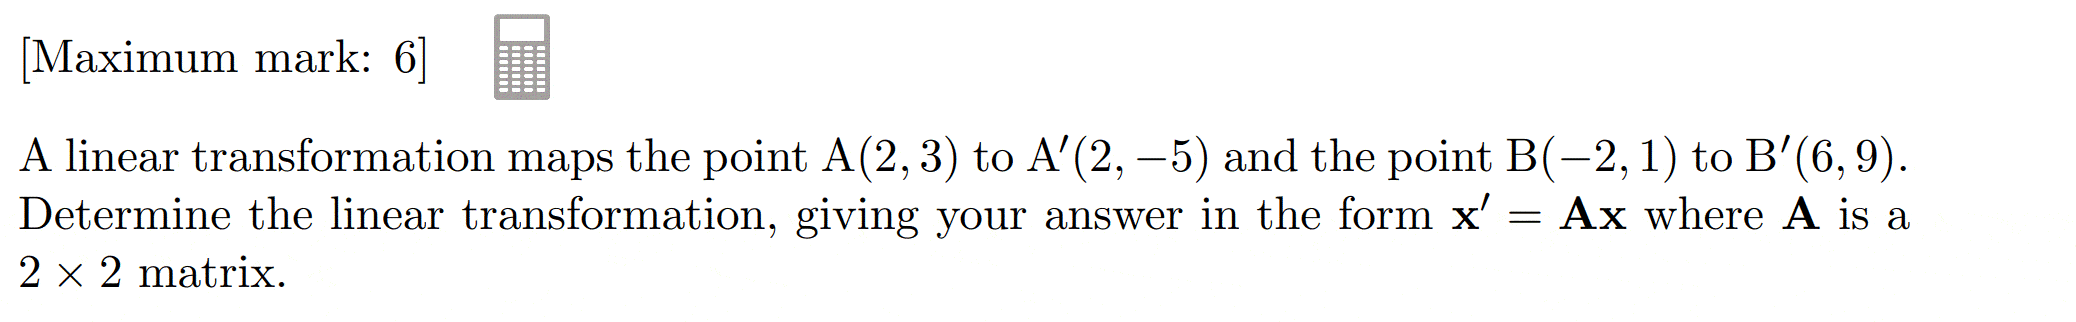 [Maximum mark: 6]
A linear transformation maps the point A(2, 3) to A′(2, −5) and the point B(−2, 1) to B′(6, 9).
Determine the linear transformation, giving your answer in the form x′ = Ax where A is a
2 × 2 matrix.